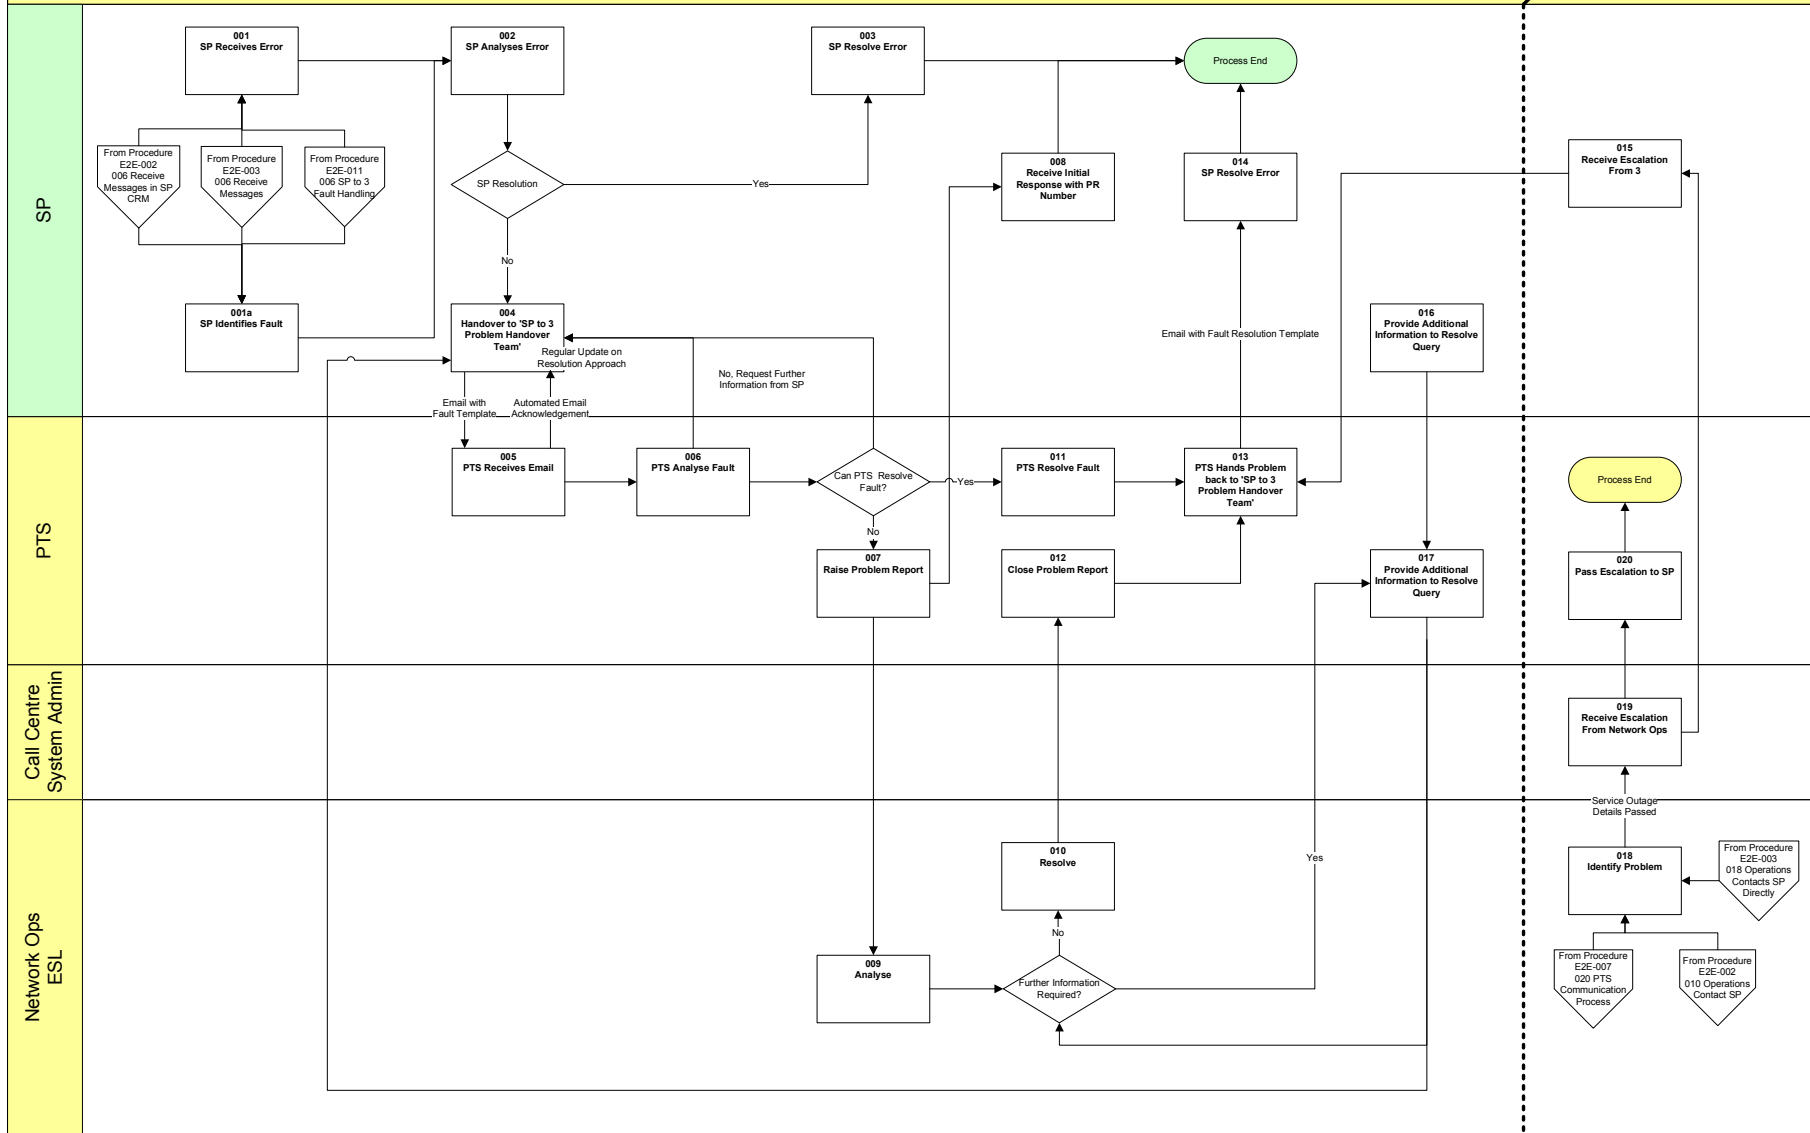 SP
001
SP Receives Error
002
SP Analyses Error
003
SP Resolve Error
Process End
From Procedure
E2E-002
006 Receive
Messages in SP
CRM
From Procedure
E2E-003
006 Receive
Messages
From Procedure
E2E-011
006 SP to 3
Fault Handling
SP Resolution
Yes
No
008
Receive Initial
Response with PR
Number
014
SP Resolve Error
015
Receive Escalation
From 3
001a
SP Identifies Fault
004
Handover to 'SP to 3
Problem Handover
Team'
Regular Update on
Resolution Approach
No, Request Further
Information from SP
Email with Fault Resolution Template
016
Provide Additional
Information to Resolve
Query
Email with
Fault Template
Automated Email
Acknowledgement
PTS
005
PTS Receives Email
006
PTS Analyse Fault
Can PTS  Resolve
Fault?
Yes
No
011
PTS Resolve Fault
013
PTS Hands Problem
back to 'SP to 3
Problem Handover
Team'
Process End
007
Raise Problem Report
012
Close Problem Report
017
Provide Additional
Information to Resolve
Query
020
Pass Escalation to SP
Call Centre
System Admin
019
Receive Escalation
From Network Ops
Service Outage
Details Passed
Network Ops
ESL
010
Resolve
Yes
018
Identify Problem
From Procedure
E2E-003
018 Operations
Contacts SP
Directly
No
009
Analyse
Further Information
Required?
From Procedure
E2E-007
020 PTS
Communication
Process
From Procedure
E2E-002
010 Operations
Contact SP